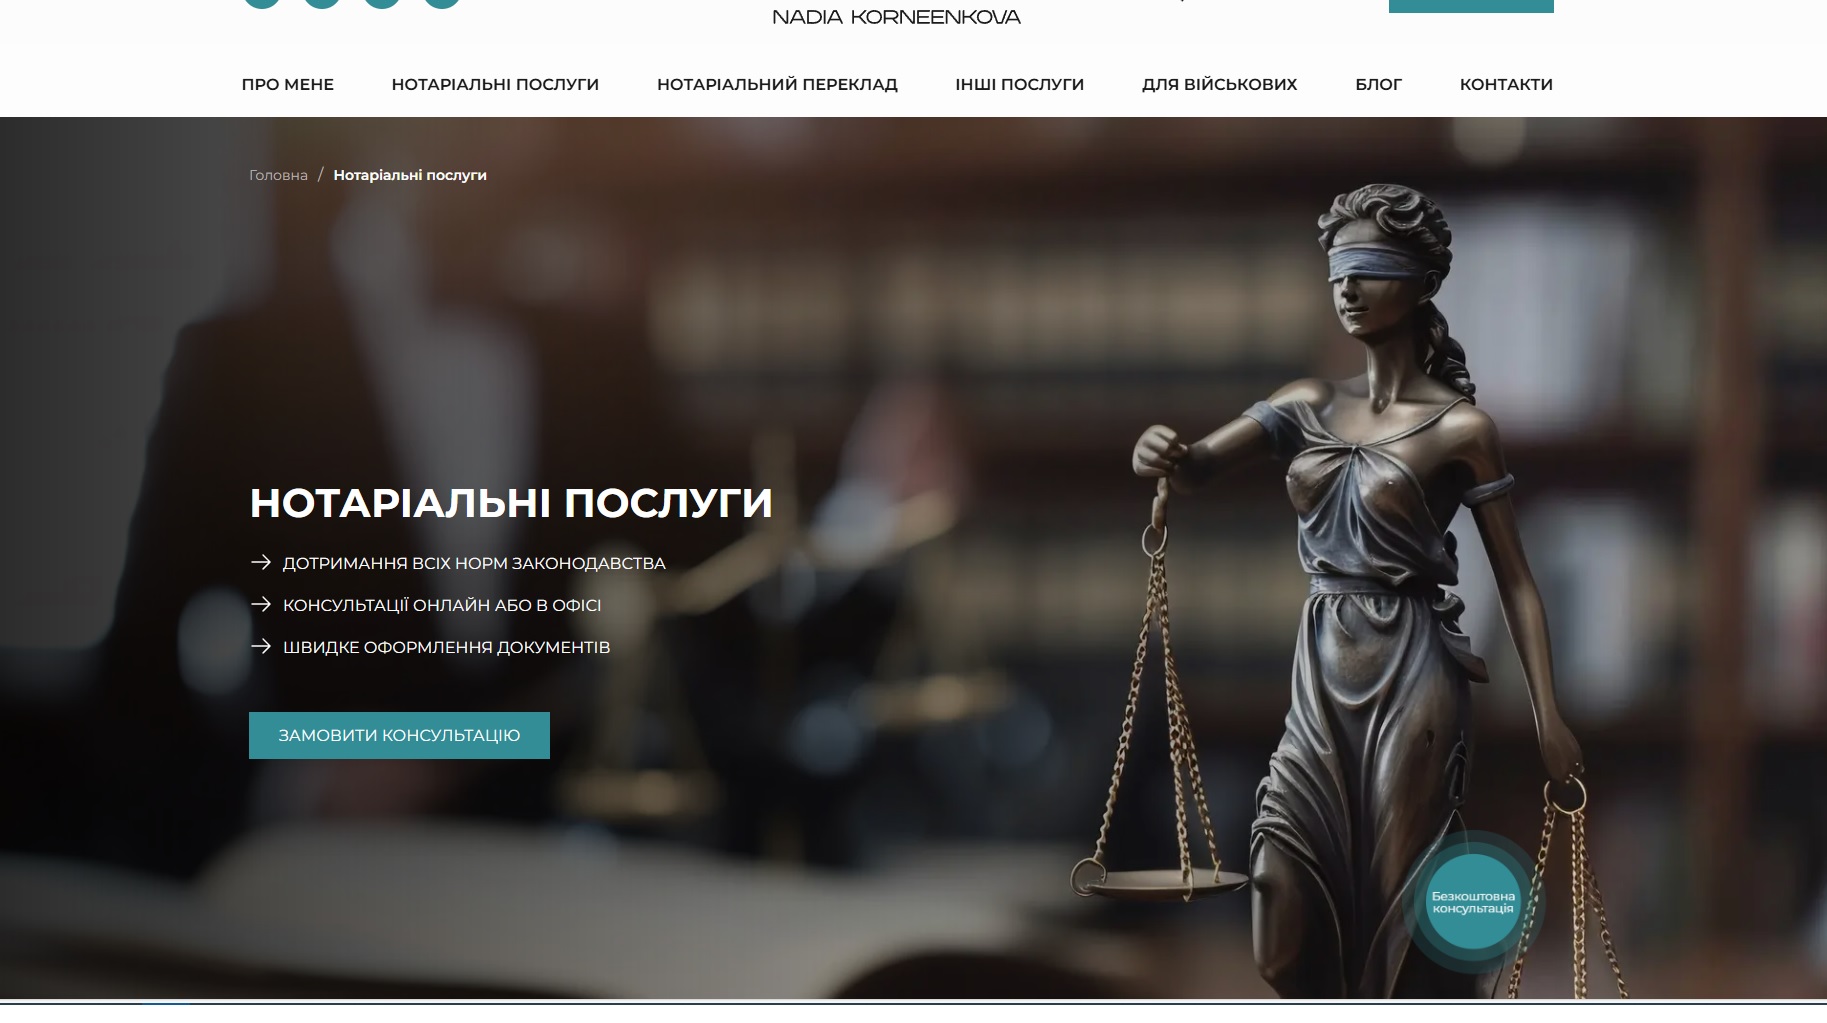 NADIA KORNEENKOVA
ПРО МЕНЕ НОТАРІАЛЬНІ ПОСЛУГИ НОТАРІАЛЬНИЙ ПЕРЕКЛАД ІНШІ ПОСЛУГИ ДЛЯ ВІЙСЬКОВИХ БЛОГ КОНТАКТИ
Головна / Нотаріальні послуги
НОТАРІАЛЬНІ ПОСЛУГИ
→ ДОТРИМАННЯ ВСІХ НОРМ ЗАКОНОДАВСТВА
→ КОНСУЛЬТАЦІЇ ОНЛАЙН АБО В ОФІСІ
→ ШВИДКЕ ОФОРМЛЕННЯ ДОКУМЕНТІВ
ЗАМОВИТИ КОНСУЛЬТАЦІЮ
Безкоштовна
консультація